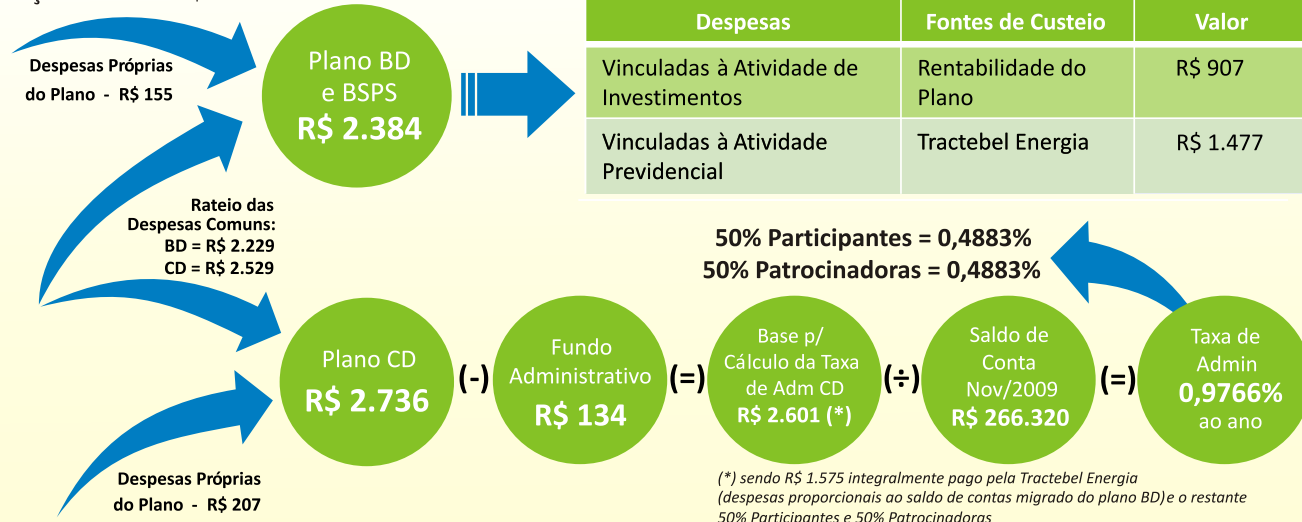 Despesas Próprias
do Plano - R$ 155
Plano BD
e BSPS
R$ 2.384
Despesas
Fontes de Custeio
Valor
Vinculadas à Atividade de
Investimentos
Rentabilidade do
Plano
R$ 907
Vinculadas à Atividade
Previdencial
Tractebel Energia
R$ 1.477
Rateio das
Despesas Comuns:
BD = R$ 2.229
CD = R$ 2.529
50% Participantes = 0,4883%
50% Patrocinadoras = 0,4883%
Plano CD
R$ 2.736
(-)
Fundo
Administrativo
R$ 134
(=)
Base p/
Cálculo da Taxa
de Adm CD
R$ 2.601 (*)
(÷)
Saldo de
Conta
Nov/2009
R$ 266.320
(=)
Taxa de
Admin
0,9766%
ao ano
Despesas Próprias
do Plano - R$ 207
(*) sendo R$ 1.575 integralmente pago pela Tractebel Energia
(despesas proporcionais ao saldo de contas migrado do plano BD) e o restante
50% Participantes e 50% Patrocinadoras